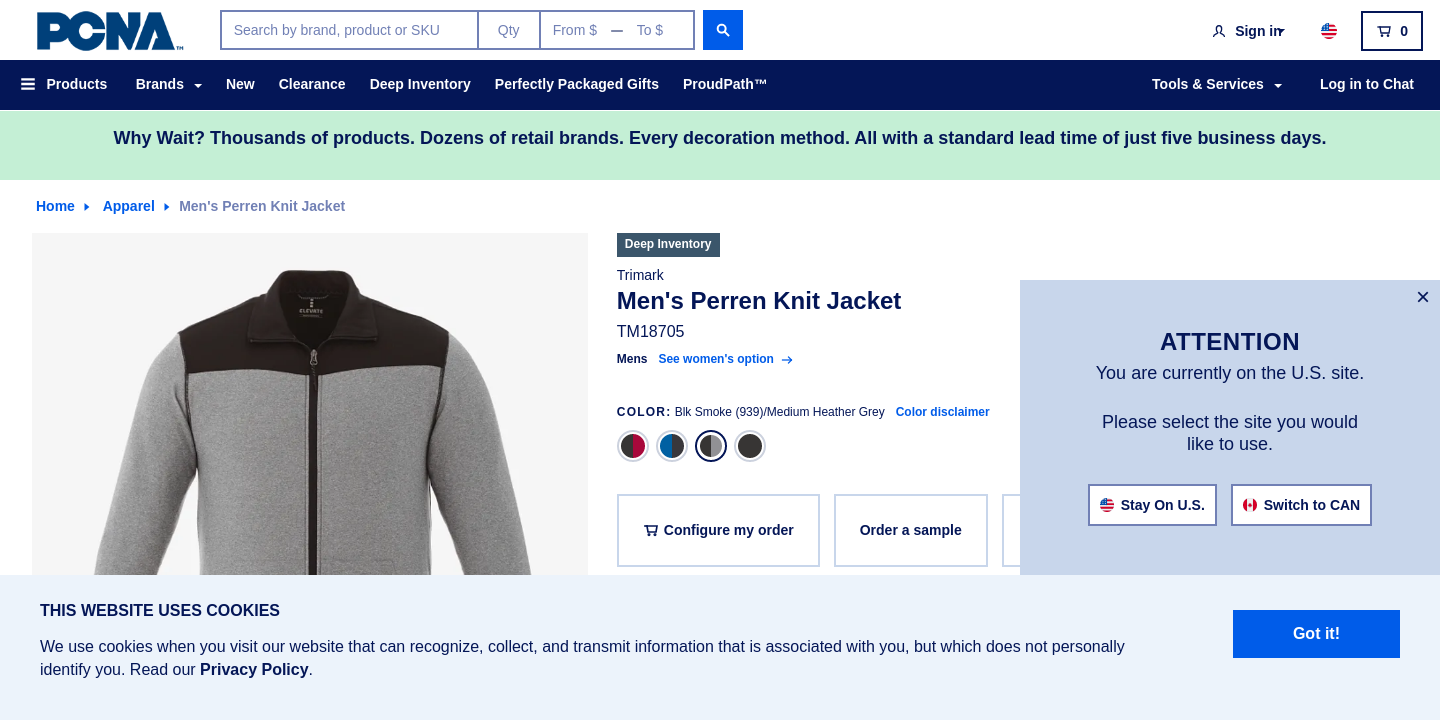 PCNA™
Search by brand, product or SKU
Qty
From $ — To $
Sign in
0
Products
Brands
New
Clearance
Deep Inventory
Perfectly Packaged Gifts
ProudPath™
Tools & Services
Log in to Chat
Why Wait? Thousands of products. Dozens of retail brands. Every decoration method. All with a standard lead time of just five business days.
Home
Apparel
Men's Perren Knit Jacket
ELEVATE
Deep Inventory
Trimark
Men's Perren Knit Jacket
TM18705
Mens See women's option
COLOR: Blk Smoke (939)/Medium Heather Grey Color disclaimer
Configure my order
Order a sample
×
ATTENTION
You are currently on the U.S. site.
Please select the site you would
like to use.
Stay On U.S.
Switch to CAN
THIS WEBSITE USES COOKIES
We use cookies when you visit our website that can recognize, collect, and transmit information that is associated with you, but which does not personally
identify you. Read our Privacy Policy.
Got it!